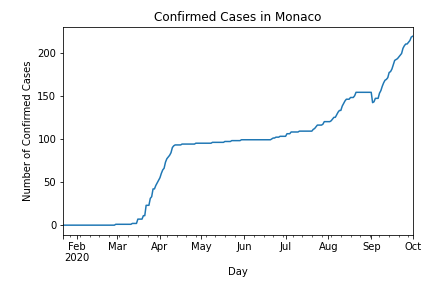 Confirmed Cases in Monaco
Number of Confirmed Cases
200
150
100
50
0
Feb Mar Apr May Jun Jul Aug Sep Oct
2020
Day